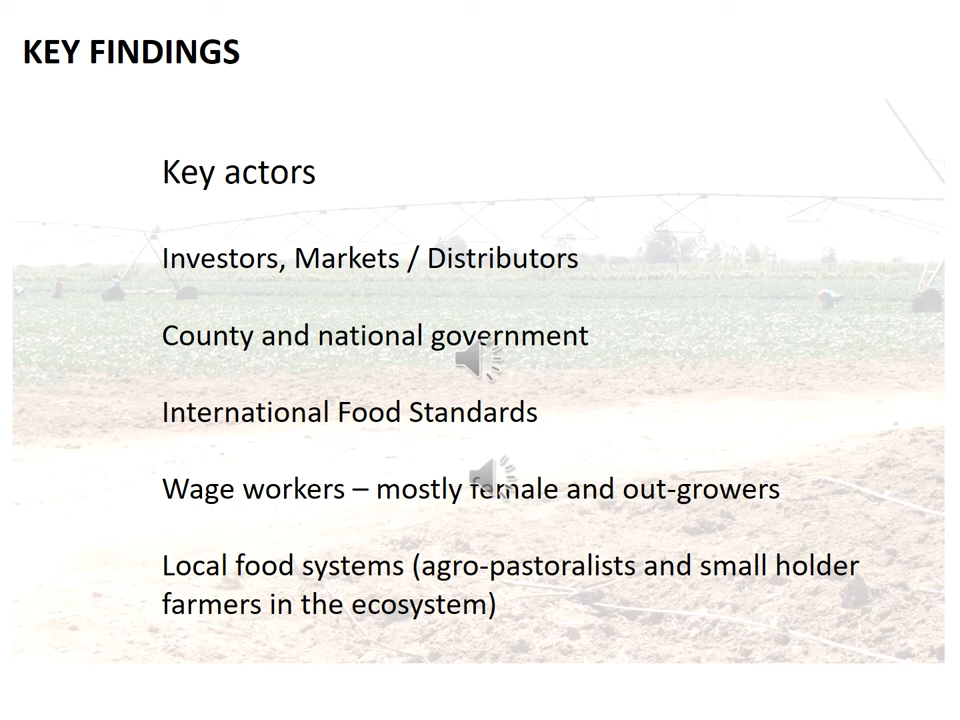 KEY FINDINGS
Key actors
Investors, Markets / Distributors
County and national government
International Food Standards
Wage workers – mostly female and out-growers
Local food systems (agro-pastoralists and small holder
farmers in the ecosystem)